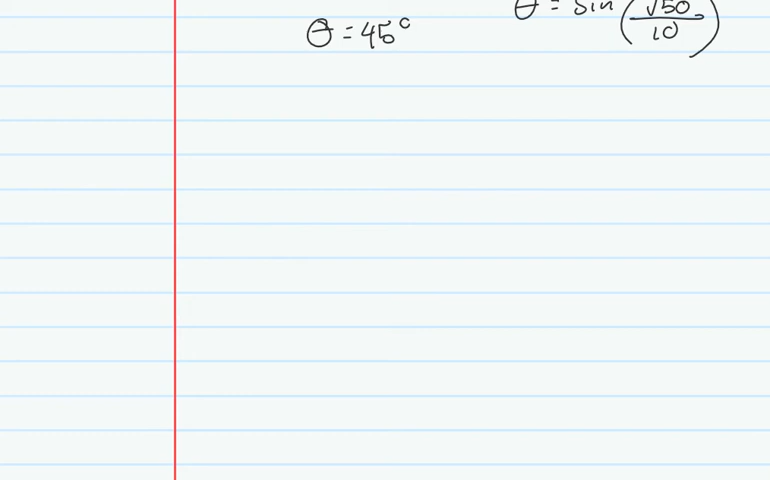 θ = sin(√50/10)
θ = 45°